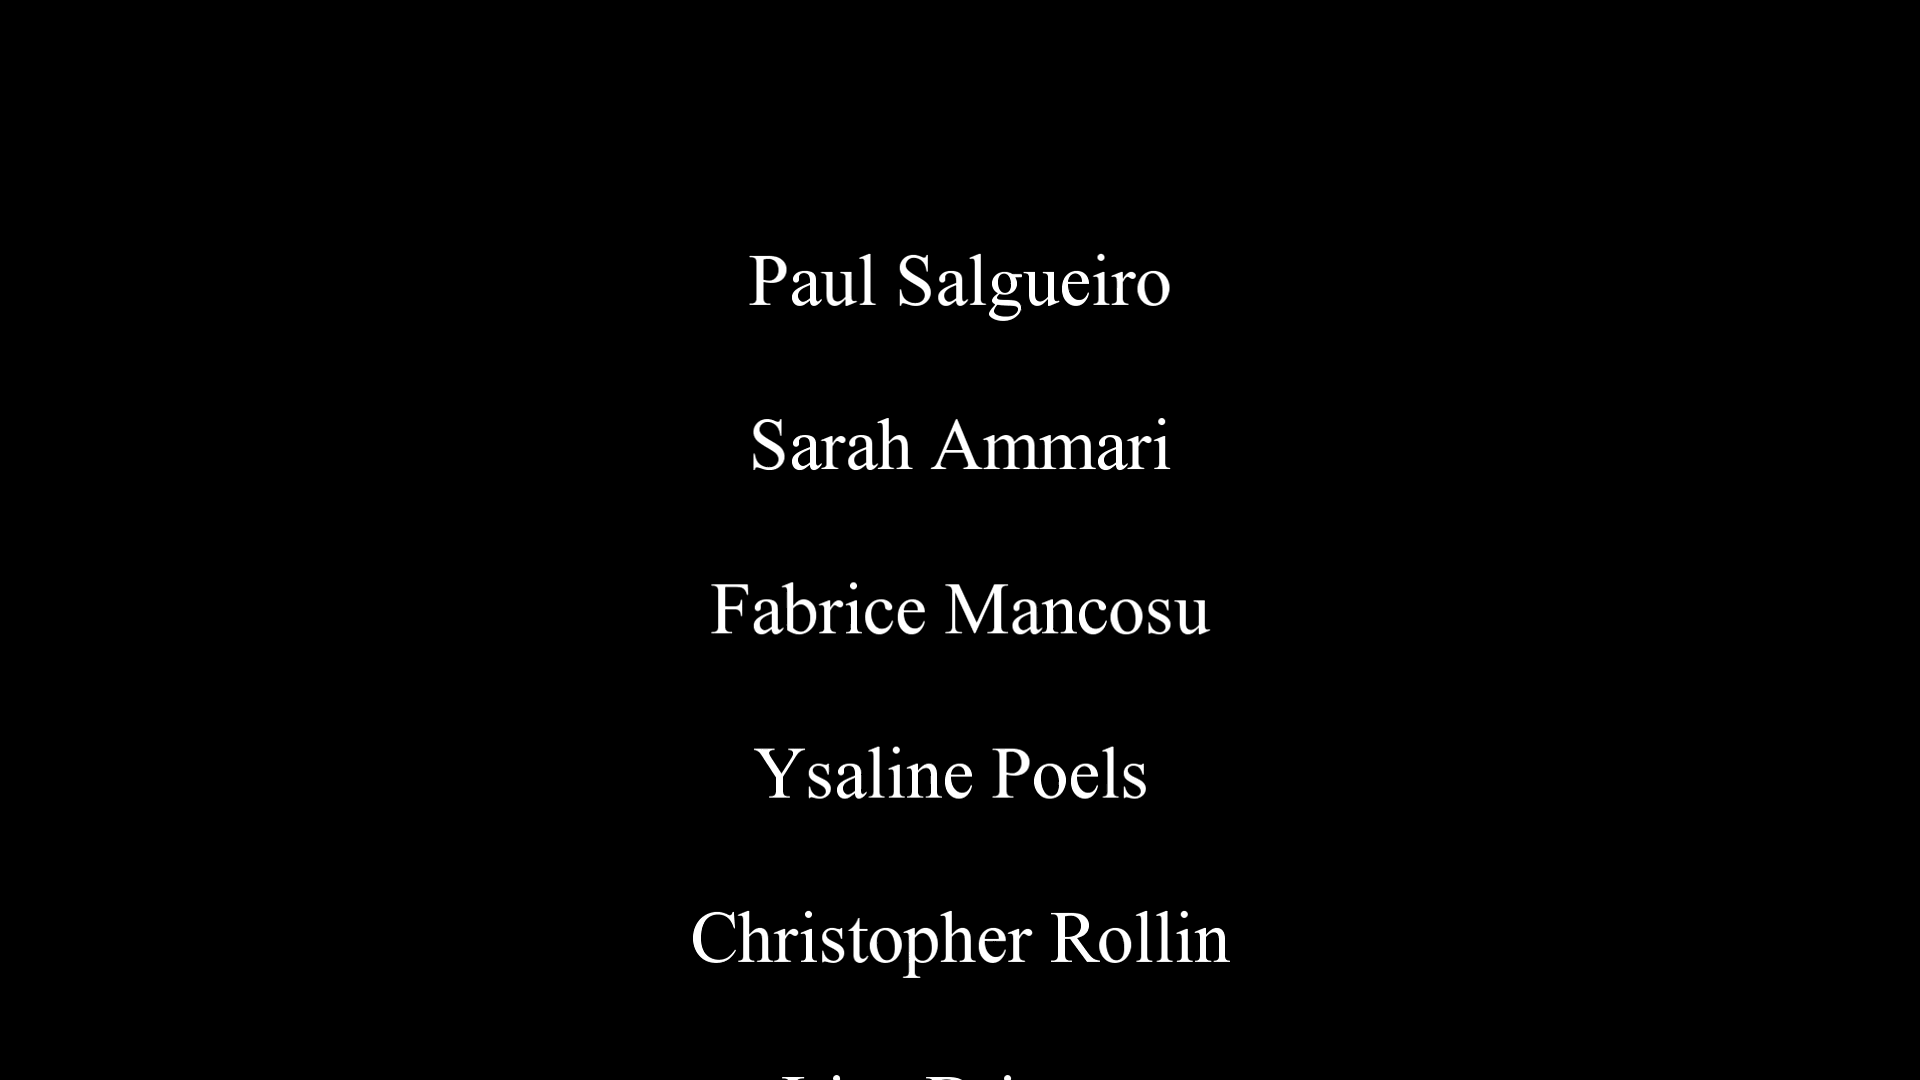 Paul Salgueiro
Sarah Ammari
Fabrice Mancosu
Ysaline Poels
Christopher Rollin